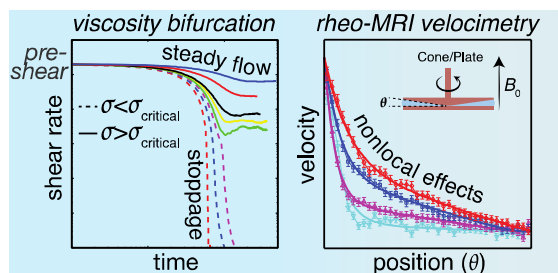 viscosity bifurcation
pre-
shear
steady flow
σ<σcritical
σ>σcritical
stoppage
shear rate
time
rheo-MRI velocimetry
Cone/Plate
θ
B0
nonlocal effects
velocity
position (θ)